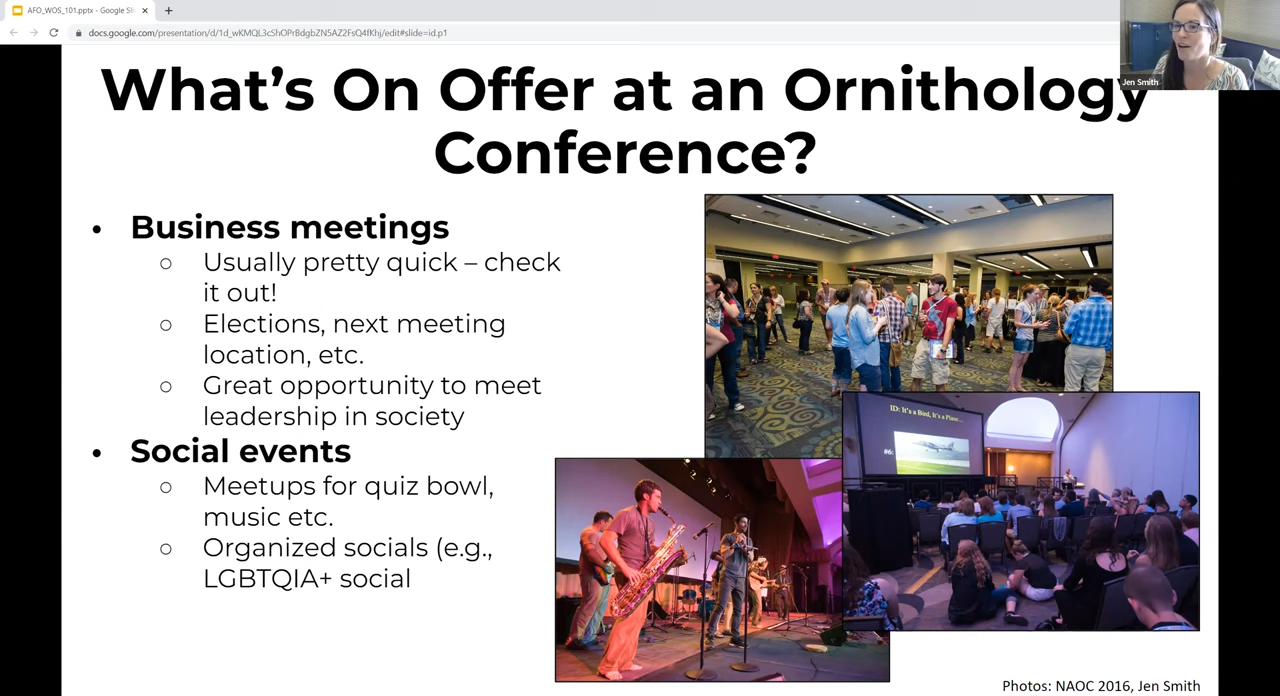 AFO_WOS_101.pptx - Google Sli
docs.google.com/presentation/d/1d_wKMQL3cShOPrBdgbZN5AZ2FsQ4fKhj/edit#slide=id.p1
Jen Smith
What's On Offer at an Ornithology
Conference?
• Business meetings
○ Usually pretty quick – check
it out!
○ Elections, next meeting
location, etc.
○ Great opportunity to meet
leadership in society
• Social events
○ Meetups for quiz bowl,
music etc.
○ Organized socials (e.g.,
LGBTQIA+ social
ID: It's a Bird, It's a Plane...
#6:
Photos: NAOC 2016, Jen Smith